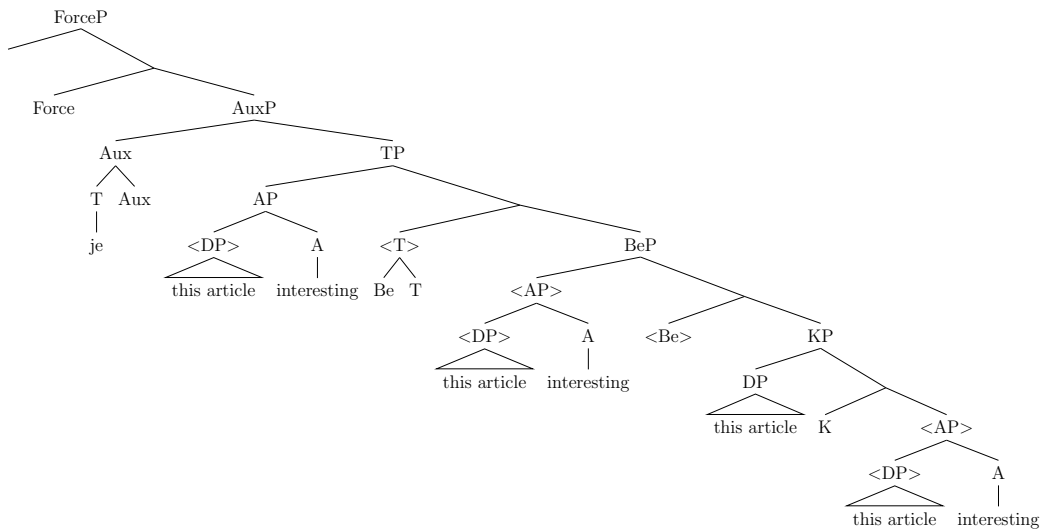 ForceP
Force AuxP
Aux TP
T Aux AP
je <DP> A <T> BeP
this article interesting Be T <AP>
<DP> A <Be> KP
this article interesting DP
this article K <AP>
<DP> A
this article interesting